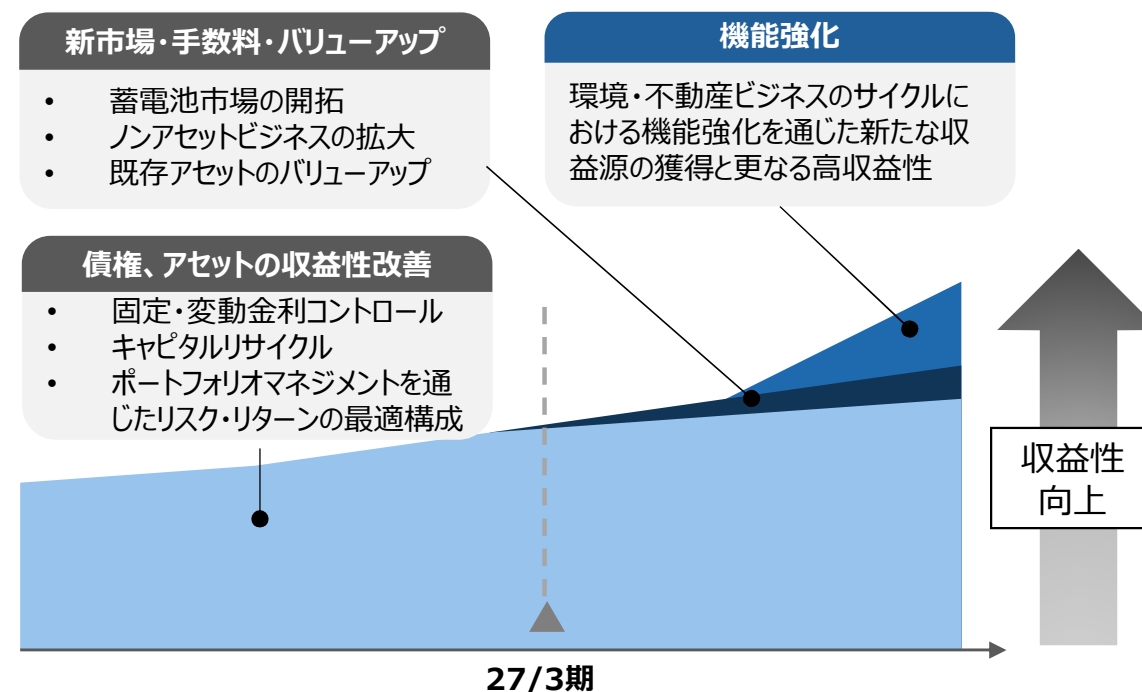 新市場・手数料・バリューアップ
• 蓄電池市場の開拓
• ノンアセットビジネスの拡大
• 既存アセットのバリューアップ
機能強化
環境・不動産ビジネスのサイクルに
おける機能強化を通じた新たな収
益源の獲得と更なる高収益性
債権、アセットの収益性改善
• 固定・変動金利コントロール
• キャピタルリサイクル
• ポートフォリオマネジメントを通
じたリスク・リターンの最適構成
収益性
向上
27/3期